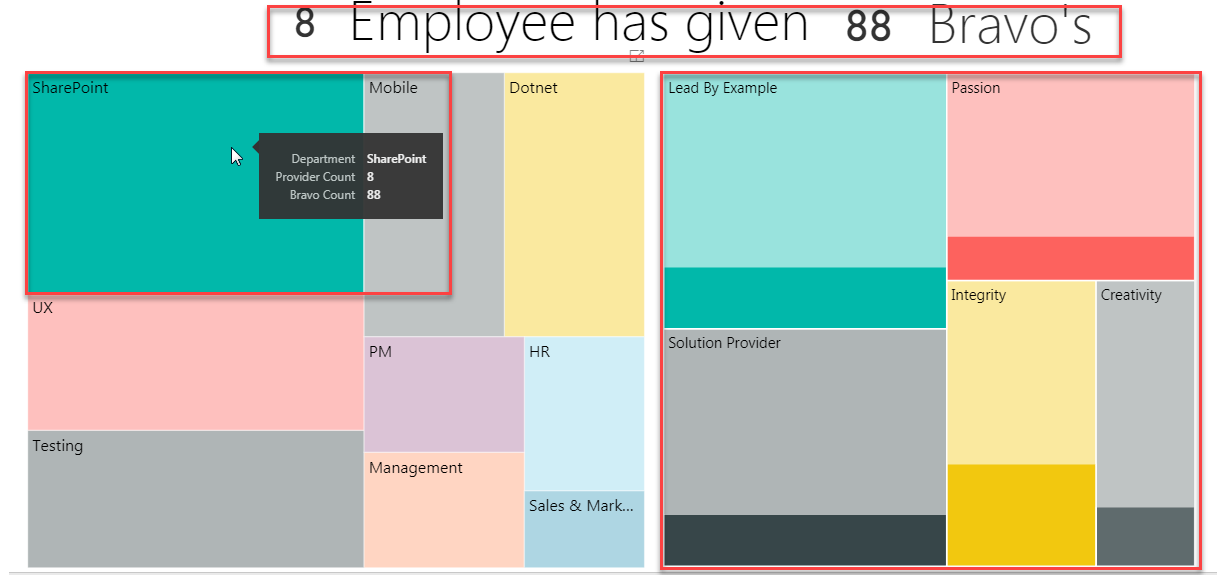 8 Employee has given 88 Bravo's
SharePoint
Mobile
Dotnet
Department SharePoint
Provider Count 8
Bravo Count 88
UX
PM
HR
Testing
Management
Sales & Mark...
Lead By Example
Passion
Integrity
Creativity
Solution Provider